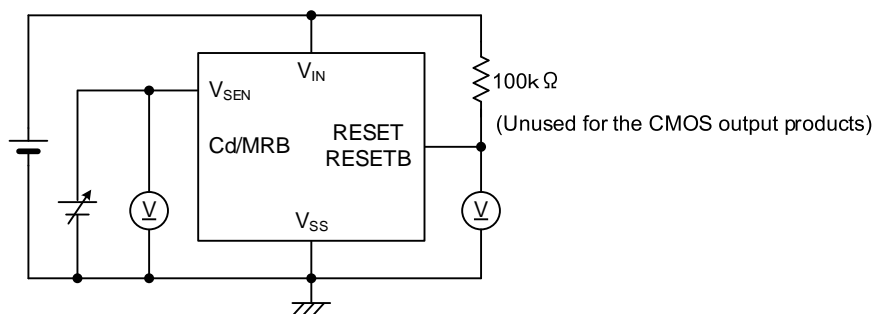 V_IN
V_SEN
100kΩ
(Unused for the CMOS output products)
Cd/MRB
RESET
RESETB
V
V
V_SS